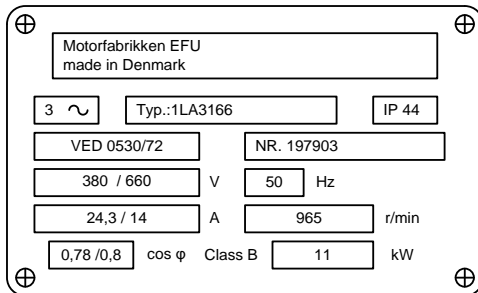 Motorfabrikken EFU
made in Denmark
3 ∿ Typ.:1LA3166 IP 44
VED 0530/72 NR. 197903
380 / 660 V 50 Hz
24,3 / 14 A 965 r/min
0,78 /0,8 cos φ Class B 11 kW